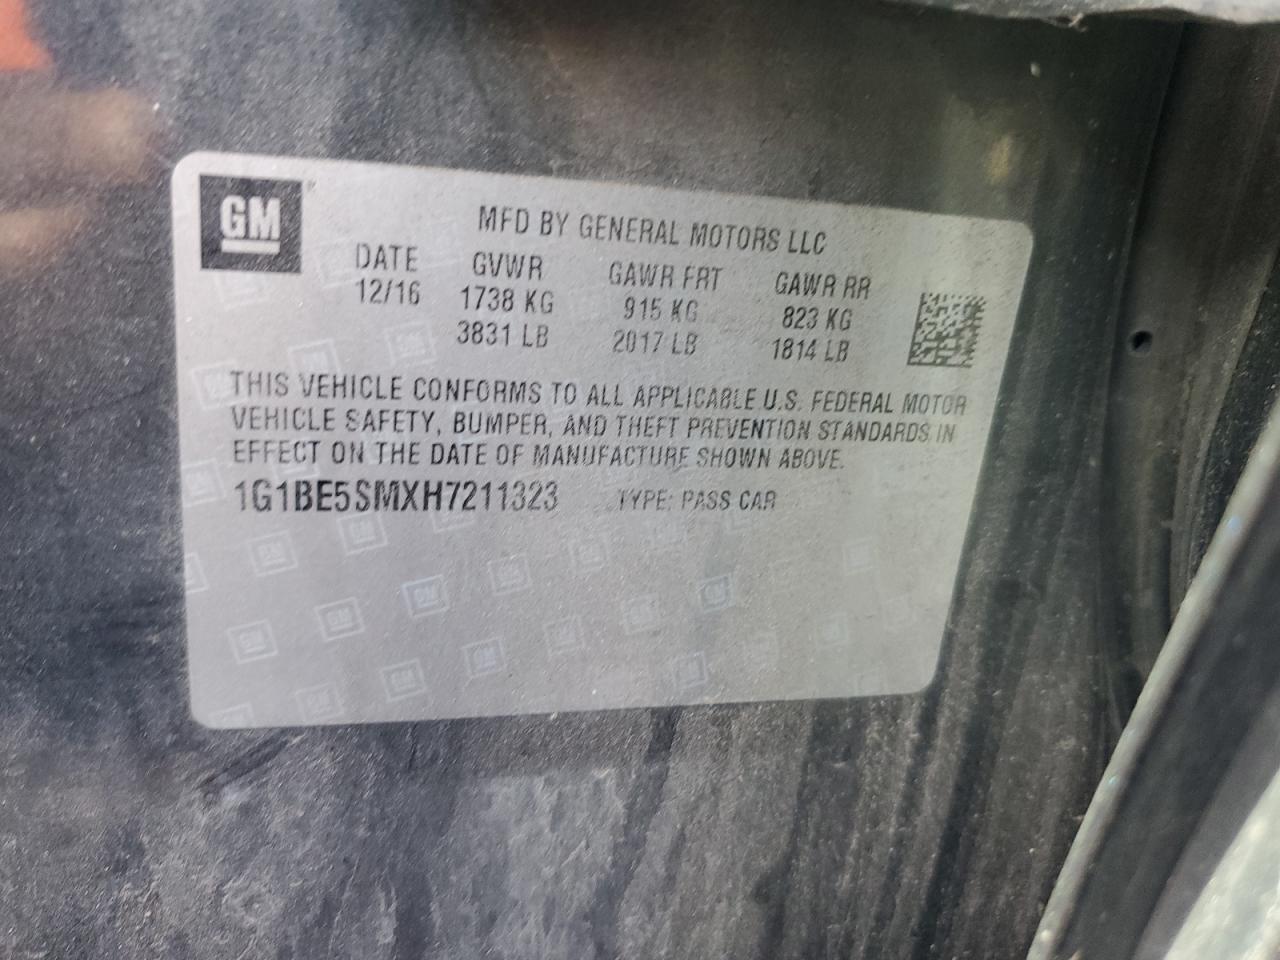 GM
MFD BY GENERAL MOTORS LLC
DATE GVWR GAWR FRT GAWR RR
12/16 1738 KG 915 KG 823 KG
3831 LB 2017 LB 1814 LB
THIS VEHICLE CONFORMS TO ALL APPLICABLE U.S. FEDERAL MOTOR
VEHICLE SAFETY, BUMPER, AND THEFT PREVENTION STANDARDS IN
EFFECT ON THE DATE OF MANUFACTURE SHOWN ABOVE.
1G1BE5SMXH7211323 TYPE: PASS CAR